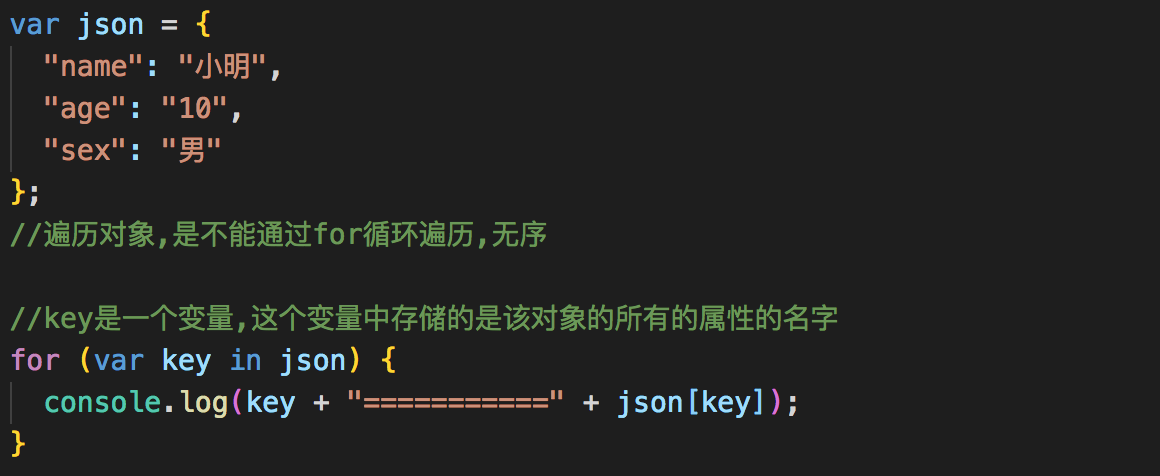 var json = {
  "name": "小明",
  "age": "10",
  "sex": "男"
};
//遍历对象,是不能通过for循环遍历,无序

//key是一个变量,这个变量中存储的是该对象的所有的属性的名字
for (var key in json) {
  console.log(key + "===========" + json[key]);
}